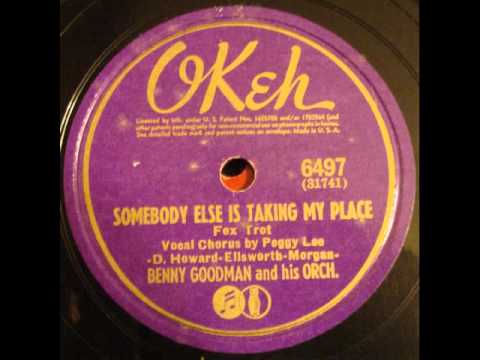 OKeh
Licensed by Mfr. under U. S. Patent Nos. 1625705 and/or 1702564 (and
other patents pending) only for non-commercial use on phonographs in homes.
See detailed trade mark and patent notices on envelope. Made in U. S. A.
6497
(31741)
SOMEBODY ELSE IS TAKING MY PLACE
Fox Trot
Vocal Chorus by Peggy Lee
-D. Howard-Ellsworth-Morgan-
BENNY GOODMAN and his ORCH.